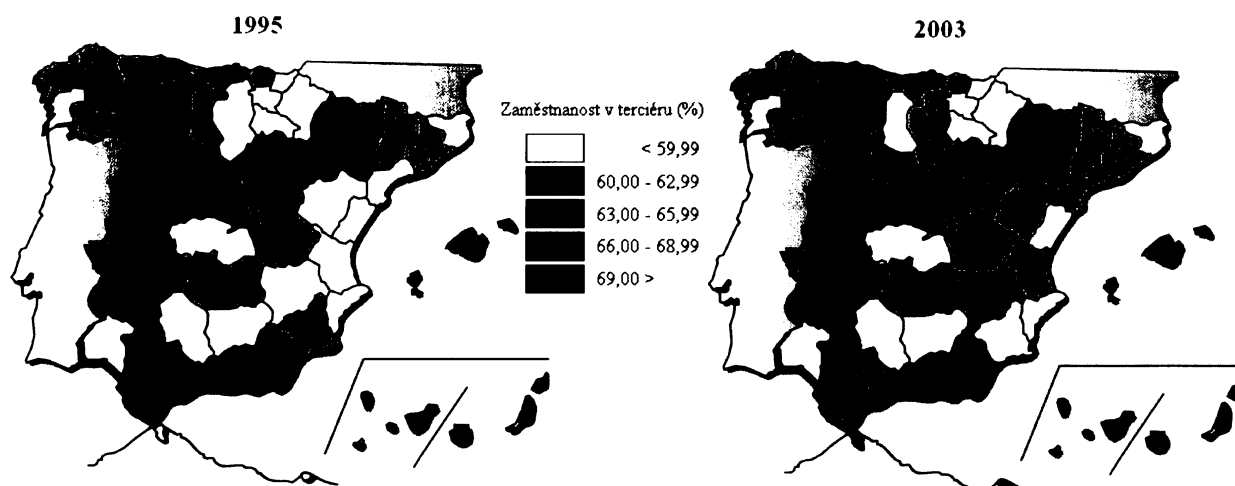 1995
2003
Zaměstnanost v terciéru (%)
< 59,99
60,00 - 62,99
63,00 - 65,99
66,00 - 68,99
69,00 >